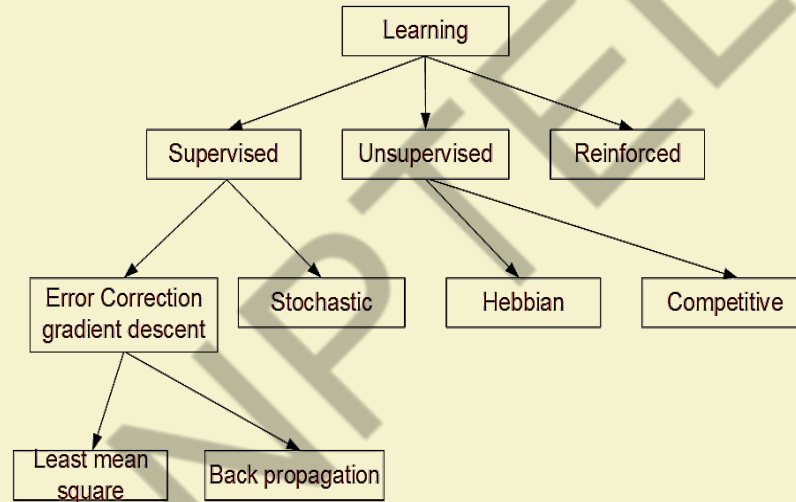 Learning
Supervised
Unsupervised
Reinforced
Error Correction
gradient descent
Stochastic
Hebbian
Competitive
Least mean
square
Back propagation
NPTEL